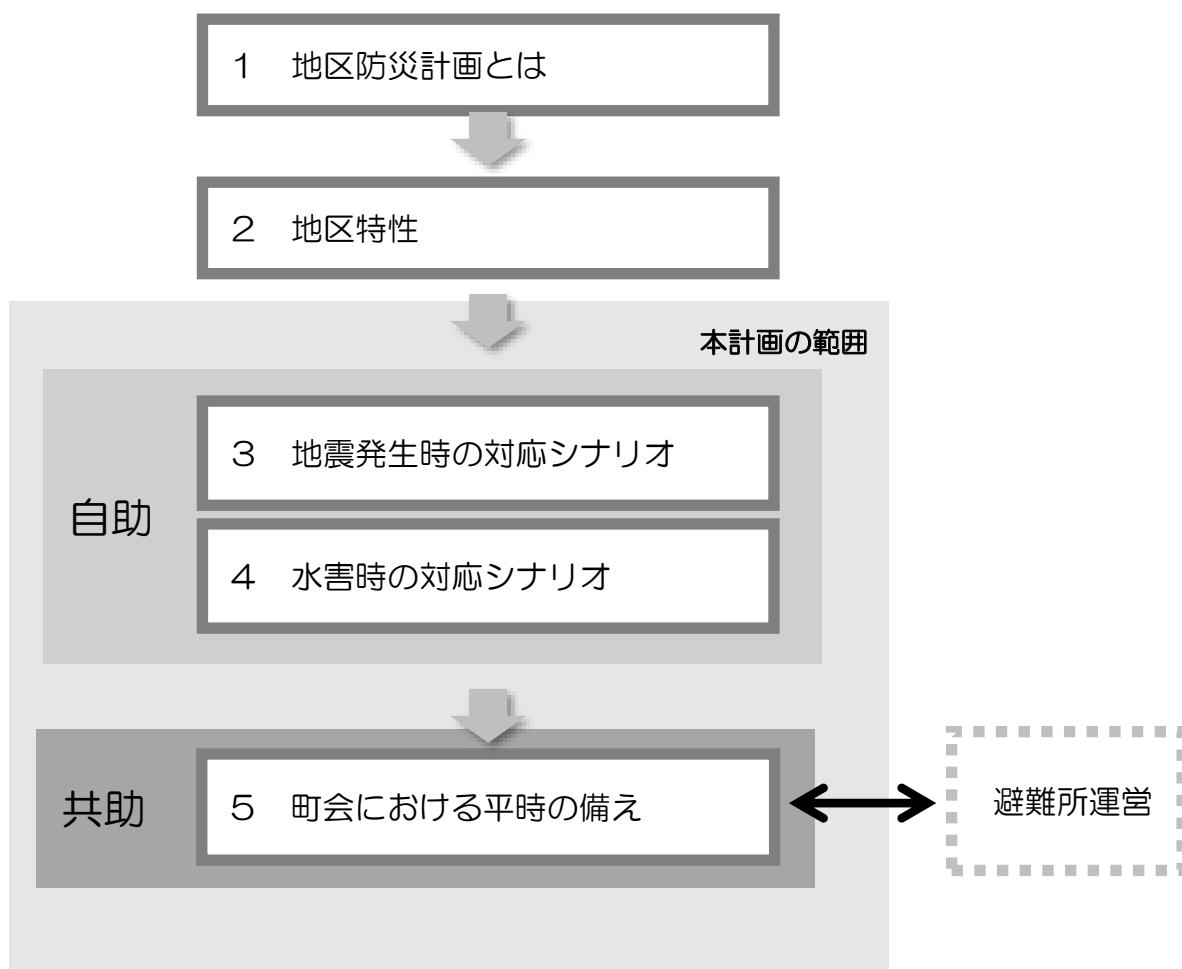 １　地区防災計画とは
２　地区特性
本計画の範囲
自助
３　地震発生時の対応シナリオ
４　水害時の対応シナリオ
共助
５　町会における平時の備え
避難所運営